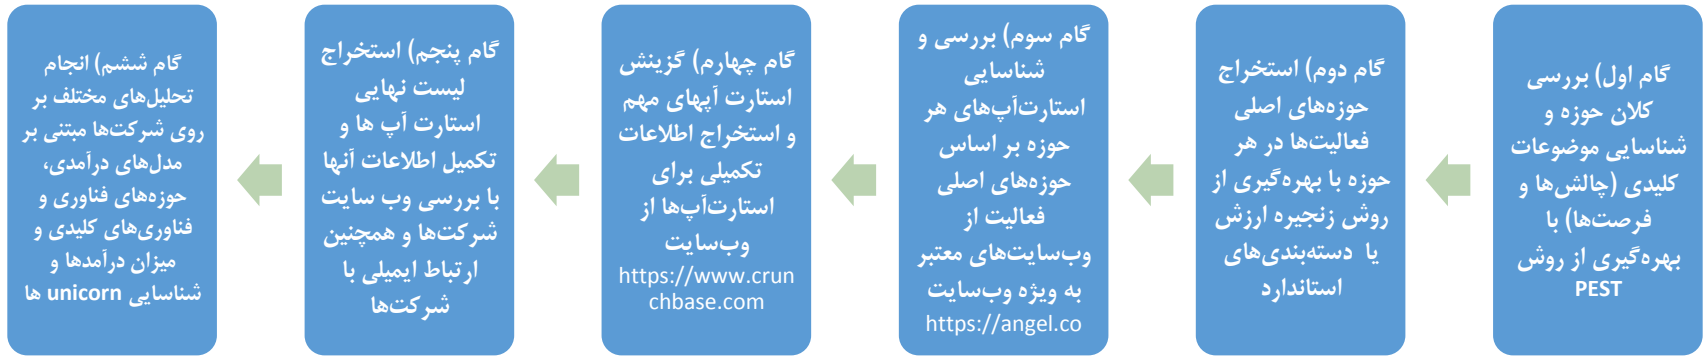 گام اول) بررسی
کلان حوزه و
شناسایی موضوعات
کلیدی (چالش‌ها و
فرصت‌ها) با
بهره‌گیری از روش
PEST
گام دوم) استخراج
حوزه‌های اصلی
فعالیت‌ها در هر
حوزه با بهره‌گیری از
روش زنجیره ارزش
یا دسته‌بندی‌های
استاندارد
گام سوم) بررسی و
شناسایی
استارت‌آپ‌های هر
حوزه بر اساس
حوزه‌های اصلی
فعالیت از
وب‌سایت‌های معتبر
به ویژه وب‌سایت
https://angel.co
گام چهارم) گزینش
استارت آپهای مهم
و استخراج اطلاعات
تکمیلی برای
استارت‌آپ‌ها از
وب‌سایت
https://www.crun
chbase.com
گام پنجم) استخراج
لیست نهایی
استارت آپ ها و
تکمیل اطلاعات آنها
با بررسی وب سایت
شرکت‌ها و همچنین
ارتباط ایمیلی با
شرکت‌ها
گام ششم) انجام
تحلیل‌های مختلف بر
روی شرکت‌ها مبتنی بر
مدل‌های درآمدی،
حوزه‌های فناوری و
فناوری‌های کلیدی و
میزان درآمدها و
شناسایی unicorn ها